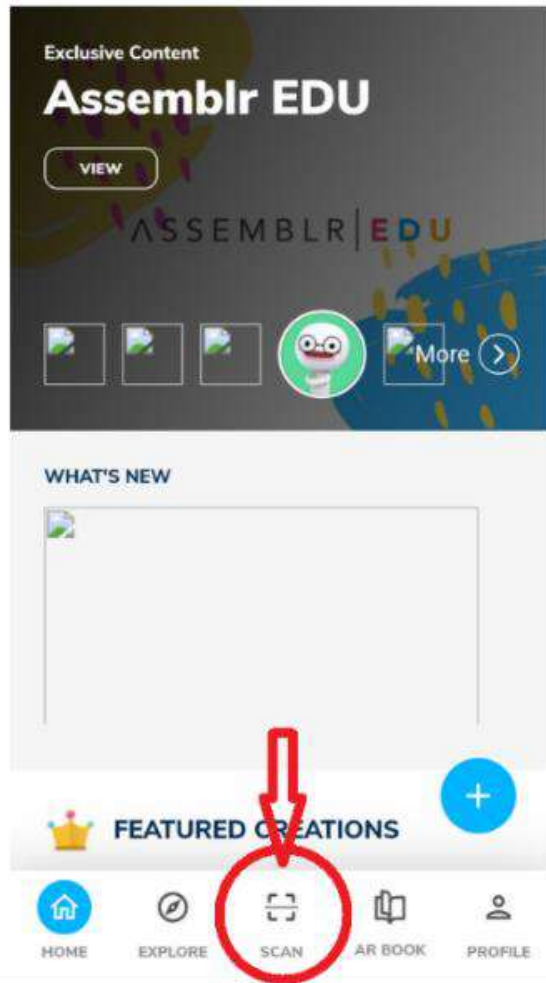 Exclusive Content
Assemblr EDU
VIEW
ASSEMBLR|EDU
More
WHAT'S NEW
FEATURED CREATIONS
HOME EXPLORE SCAN AR BOOK PROFILE